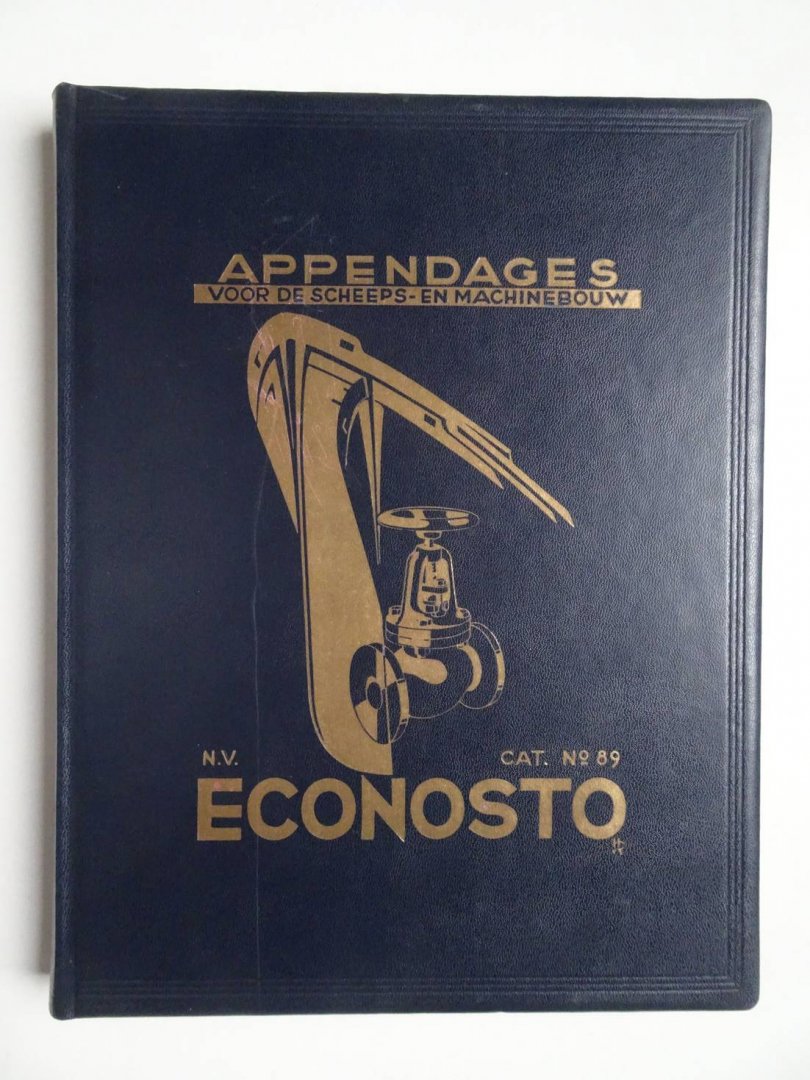 APPENDAGES
VOOR DE SCHEEPS- EN MACHINEBOUW
N.V. CAT. No 89
ECONOSTO